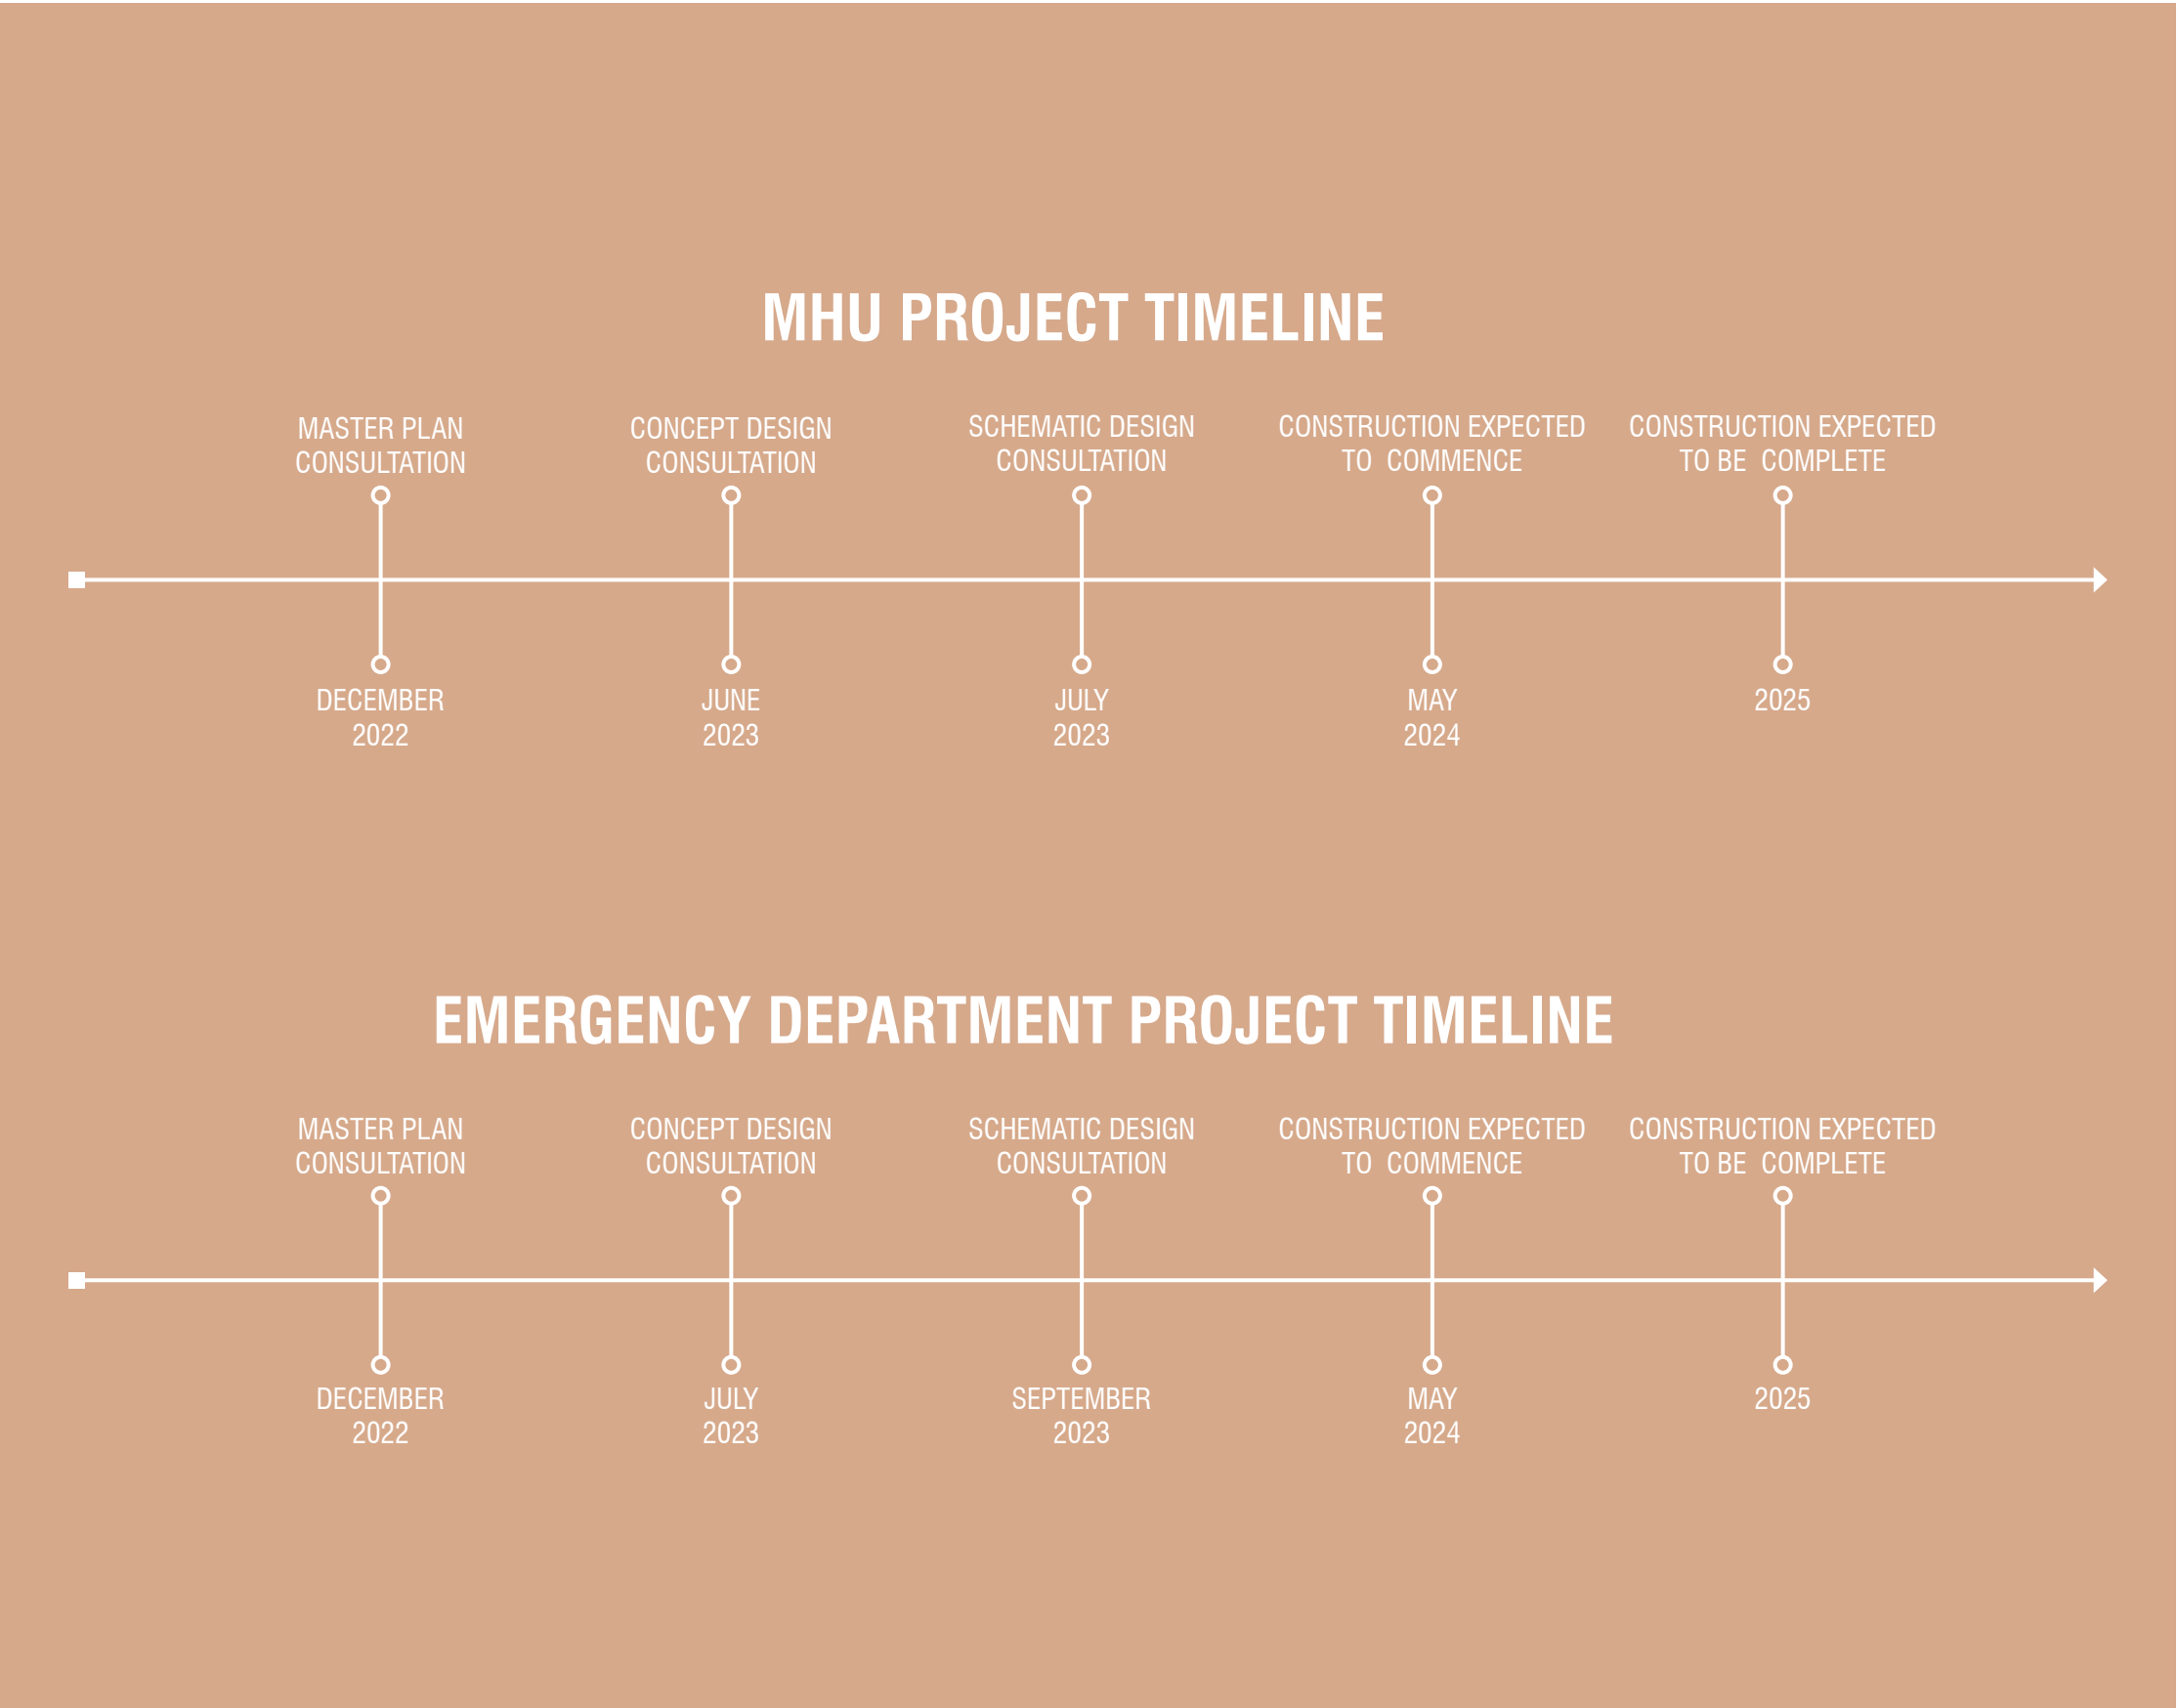 MHU PROJECT TIMELINE
MASTER PLAN
CONSULTATION
CONCEPT DESIGN
CONSULTATION
SCHEMATIC DESIGN
CONSULTATION
CONSTRUCTION EXPECTED
TO  COMMENCE
CONSTRUCTION EXPECTED
TO BE  COMPLETE
DECEMBER
2022
JUNE
2023
JULY
2023
MAY
2024
2025
EMERGENCY DEPARTMENT PROJECT TIMELINE
MASTER PLAN
CONSULTATION
CONCEPT DESIGN
CONSULTATION
SCHEMATIC DESIGN
CONSULTATION
CONSTRUCTION EXPECTED
TO  COMMENCE
CONSTRUCTION EXPECTED
TO BE  COMPLETE
DECEMBER
2022
JULY
2023
SEPTEMBER
2023
MAY
2024
2025